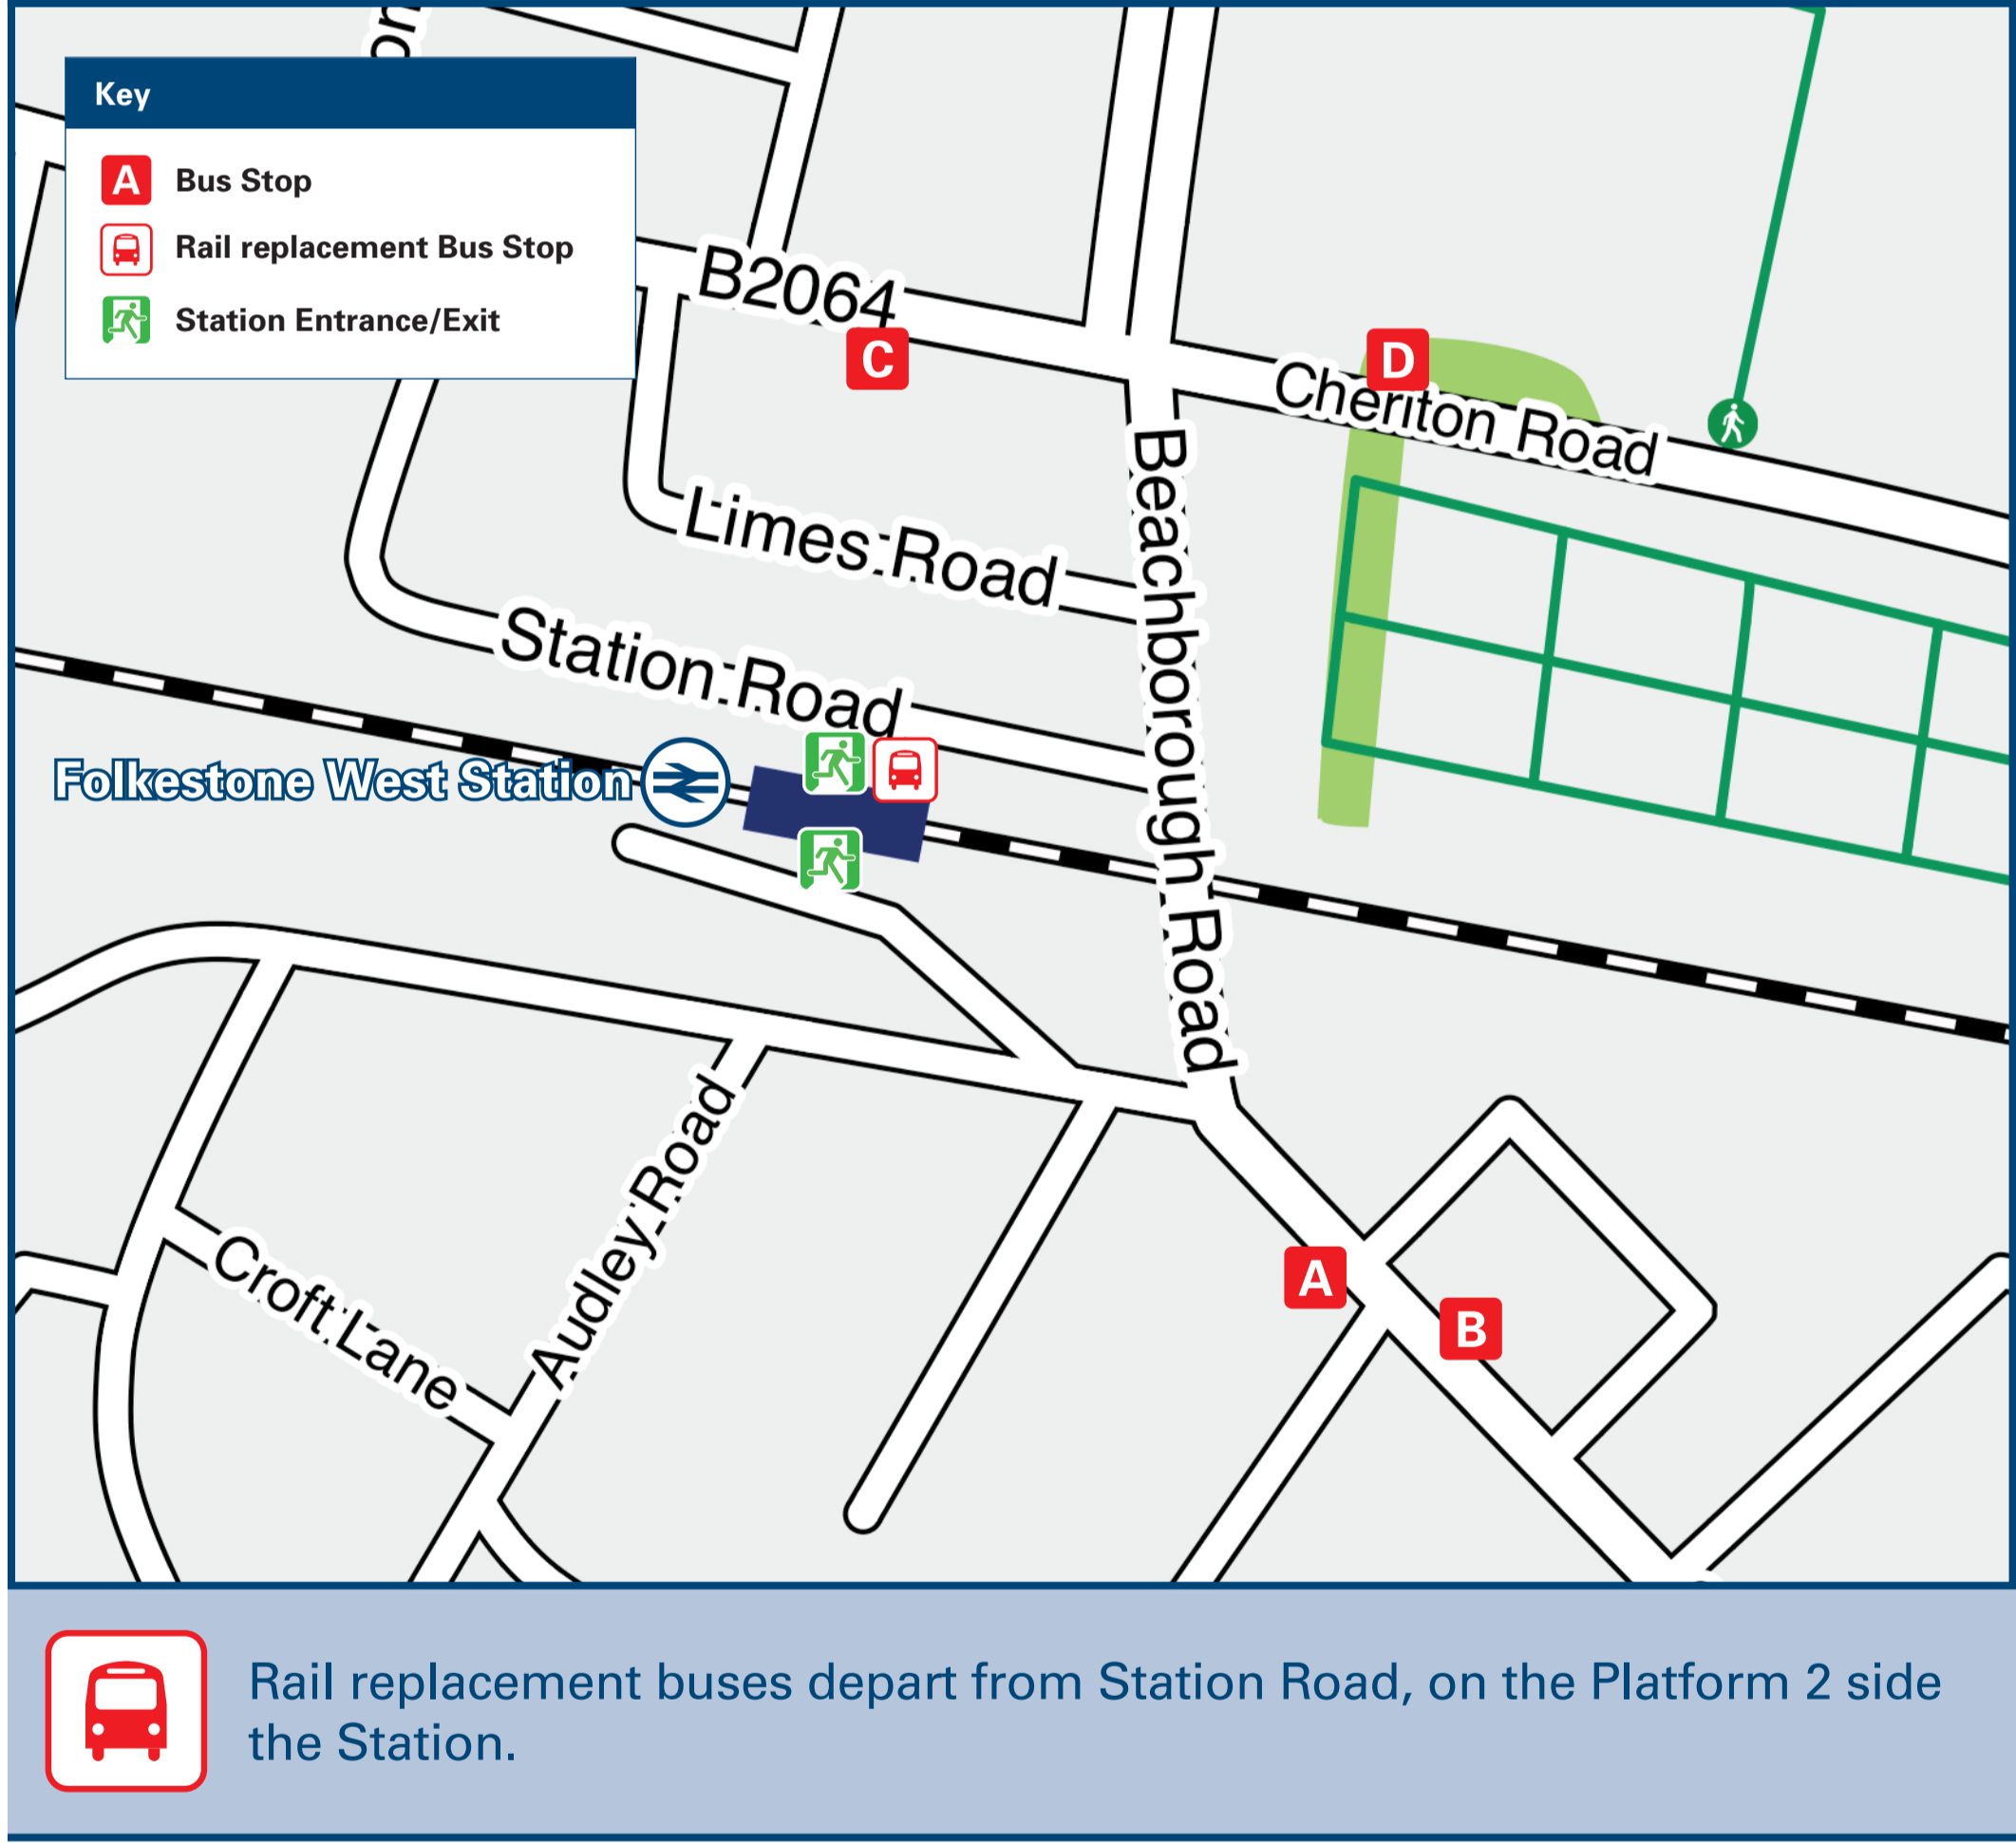 on
Key
A Bus Stop
Rail replacement Bus Stop
Station Entrance/Exit
B2064
C
D
Cheriton Road
Beachborough Road
Limes Road
Station Road
Folkestone West Station
Audley Road
Croft Lane
A
B
Rail replacement buses depart from Station Road, on the Platform 2 side
the Station.